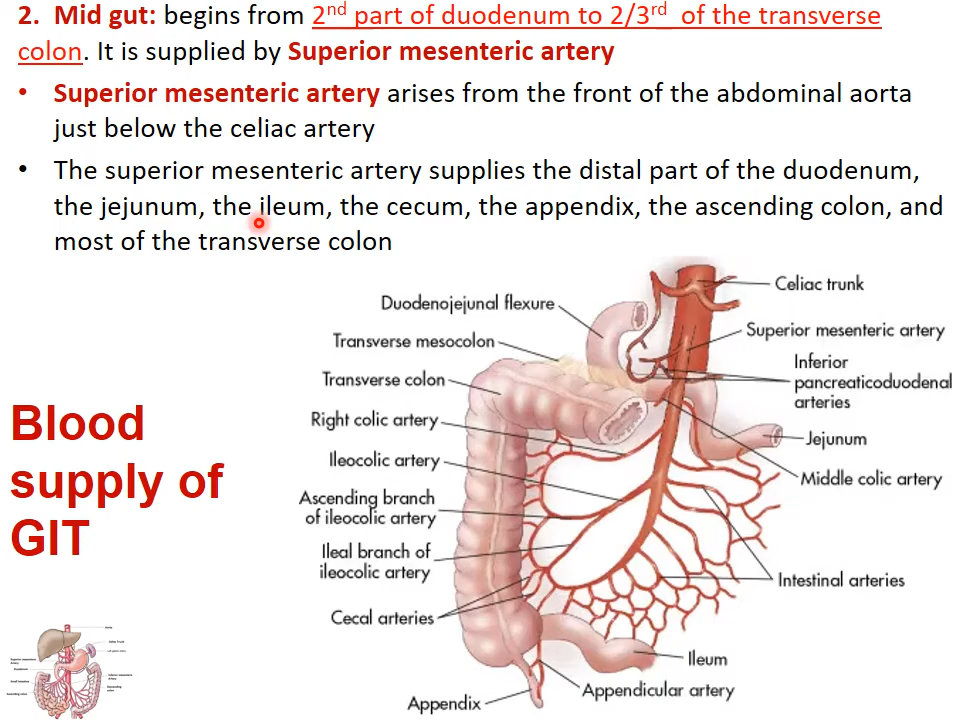 2. Mid gut: begins from 2nd part of duodenum to 2/3rd of the transverse
colon. It is supplied by Superior mesenteric artery
• Superior mesenteric artery arises from the front of the abdominal aorta
just below the celiac artery
• The superior mesenteric artery supplies the distal part of the duodenum,
the jejunum, the ileum, the cecum, the appendix, the ascending colon, and
most of the transverse colon
Blood
supply of
GIT
Celiac trunk
Duodenojejunal flexure
Superior mesenteric artery
Transverse mesocolon
Inferior
pancreaticoduodenal
arteries
Transverse colon
Right colic artery
Jejunum
Ileocolic artery
Middle colic artery
Ascending branch
of ileocolic artery
Ileal branch of
ileocolic artery
Intestinal arteries
Cecal arteries
Ileum
Appendicular artery
Appendix